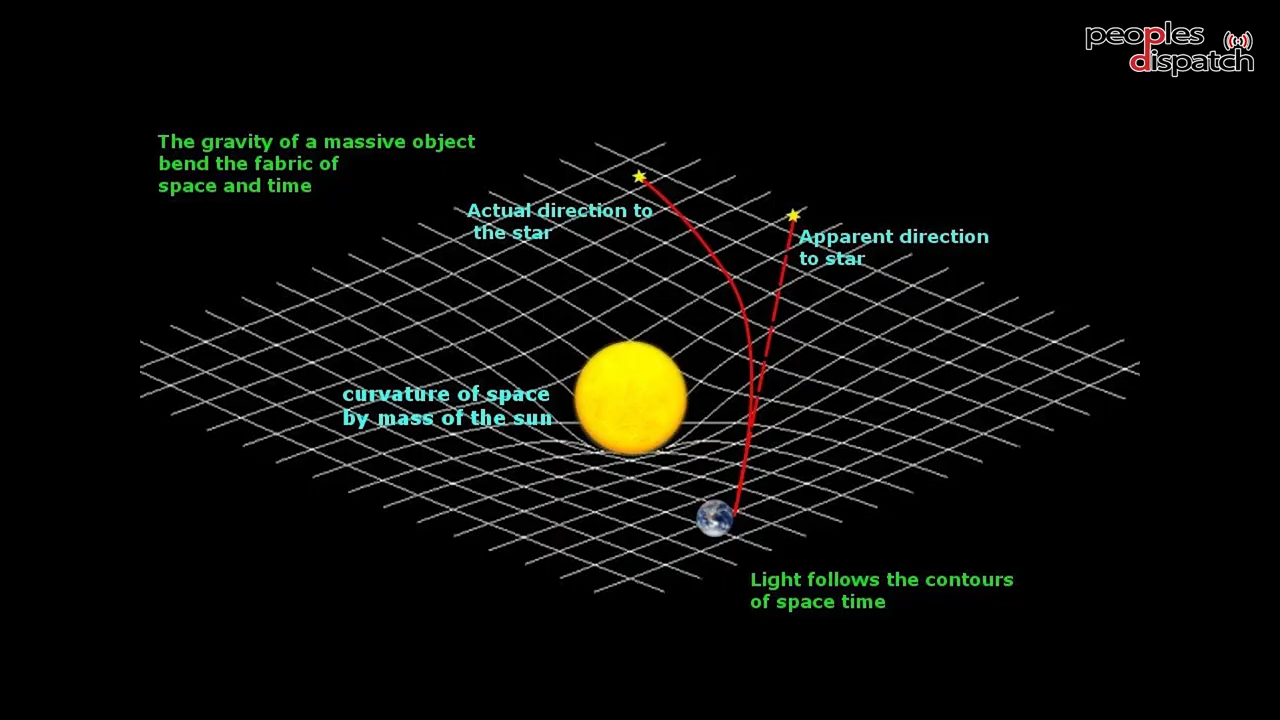 peoples
dispatch
The gravity of a massive object
bend the fabric of
space and time
Actual direction to
the star
Apparent direction
to star
curvature of space
by mass of the sun
Light follows the contours
of space time